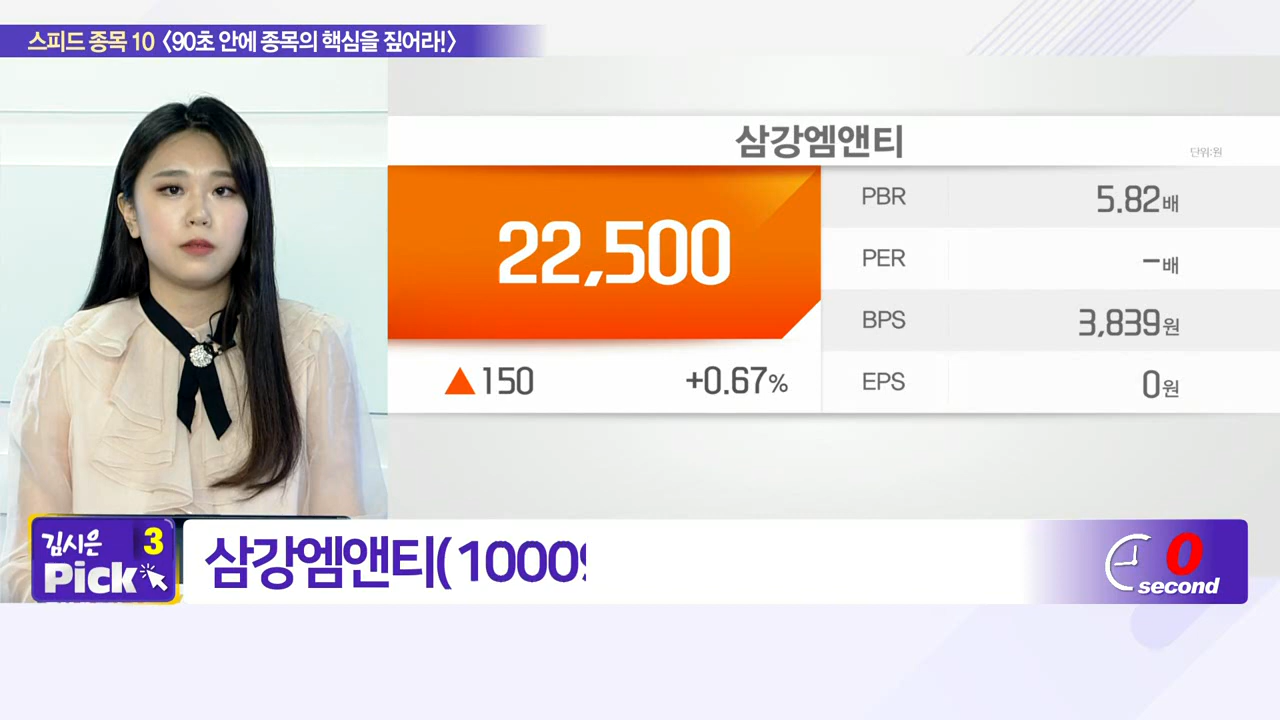 스피드 종목 10 〈90초 안에 종목의 핵심을 짚어라!〉
삼강엠앤티
단위:원
22,500
▲150 +0.67%
PBR 5.82배
PER -배
BPS 3,839원
EPS 0원
김시은 3
Pick
삼강엠앤티(1000
0
second